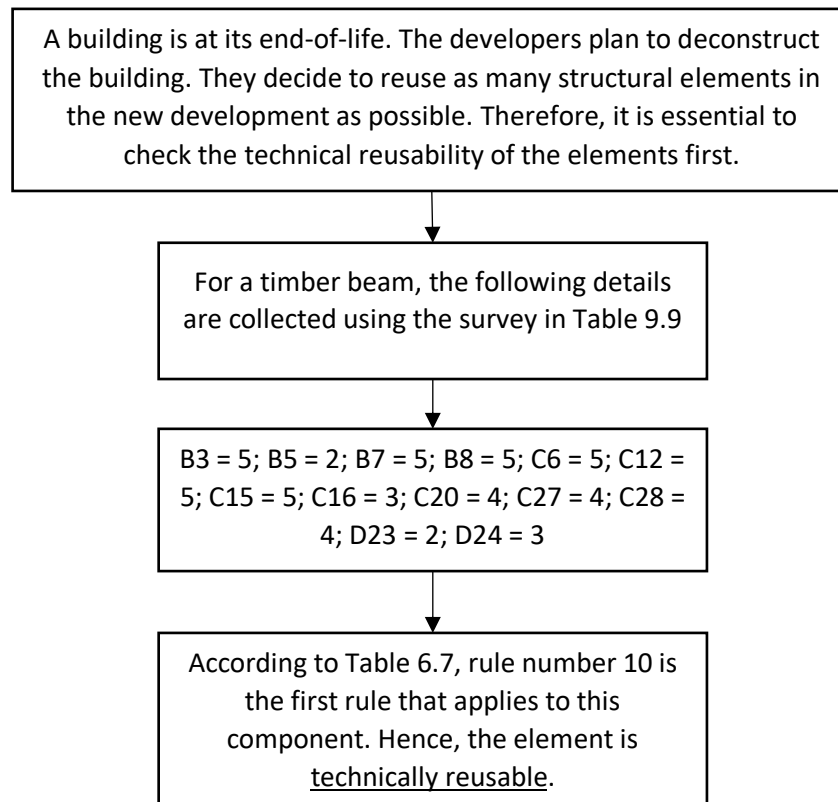 A building is at its end-of-life. The developers plan to deconstruct
the building. They decide to reuse as many structural elements in
the new development as possible. Therefore, it is essential to
check the technical reusability of the elements first.
For a timber beam, the following details
are collected using the survey in Table 9.9
B3 = 5; B5 = 2; B7 = 5; B8 = 5; C6 = 5; C12 =
5; C15 = 5; C16 = 3; C20 = 4; C27 = 4; C28 =
4; D23 = 2; D24 = 3
According to Table 6.7, rule number 10 is
the first rule that applies to this
component. Hence, the element is
technically reusable.